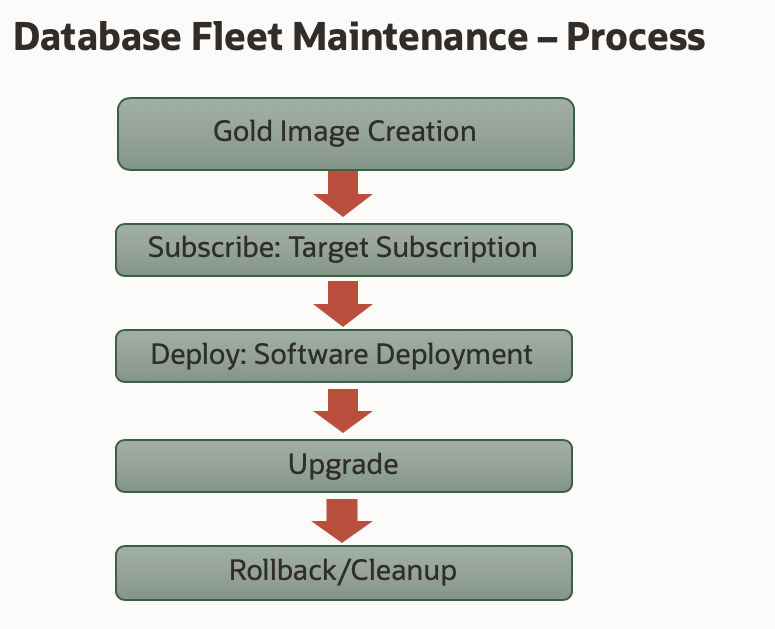 Database Fleet Maintenance – Process
Gold Image Creation
Subscribe: Target Subscription
Deploy: Software Deployment
Upgrade
Rollback/Cleanup